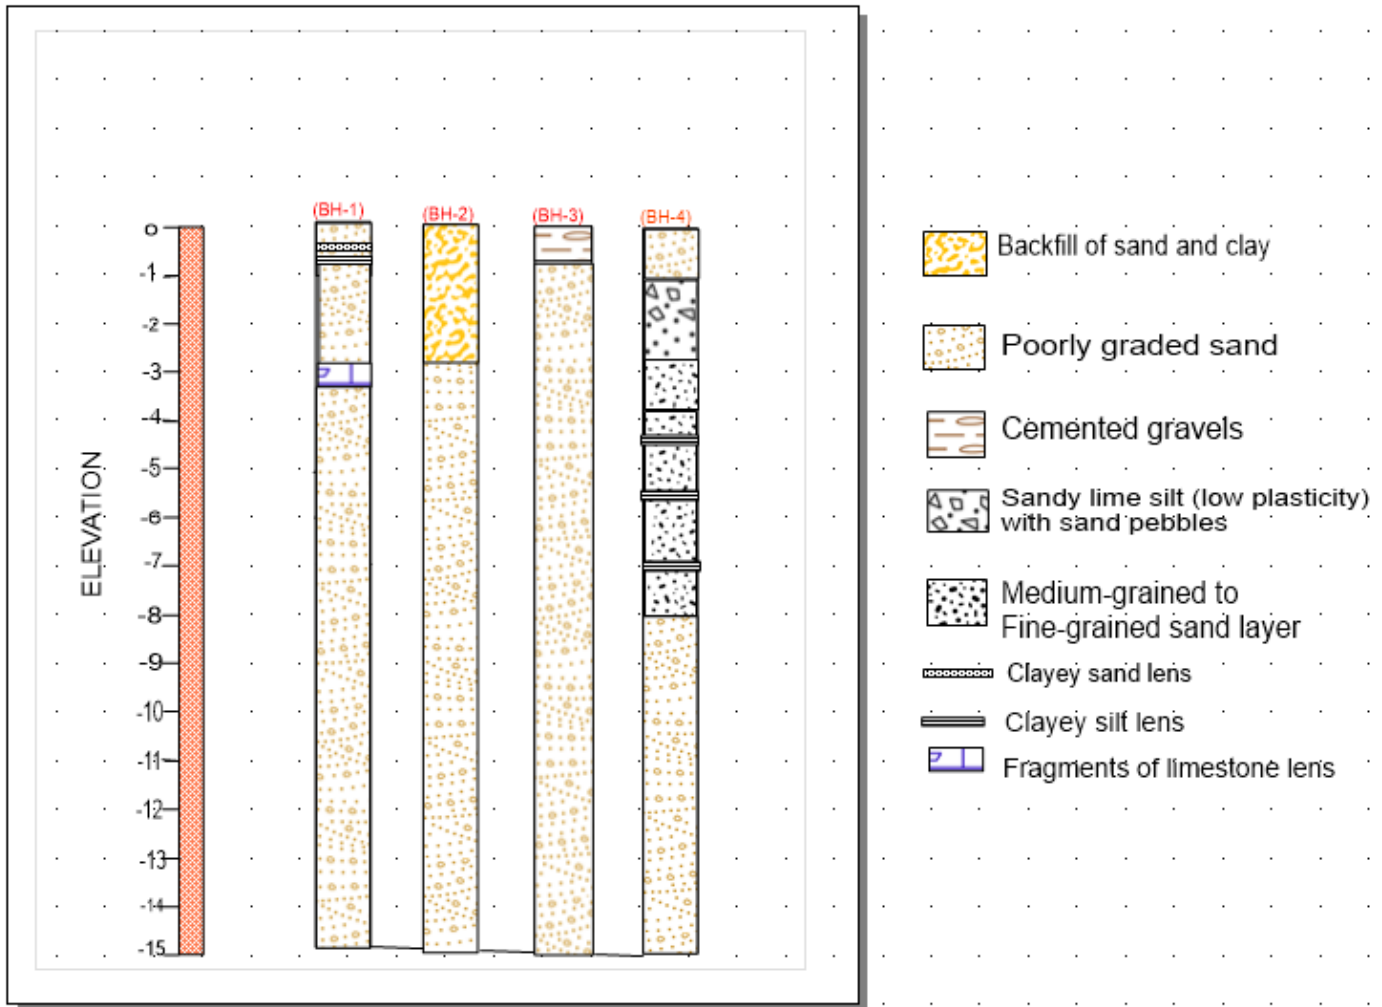 (BH-1)
(BH-2)
(BH-3)
(BH-4)
0
-1
-2
-3
-4
-5
-6
-7
-8
-9
-10
-11
-12
-13
-14
-15
ELEVATION
Backfill of sand and clay
Poorly graded sand
Cemented gravels
Sandy lime silt (low plasticity)
with sand pebbles
Medium-grained to
Fine-grained sand layer
Clayey sand lens
Clayey silt lens
Fragments of limestone lens